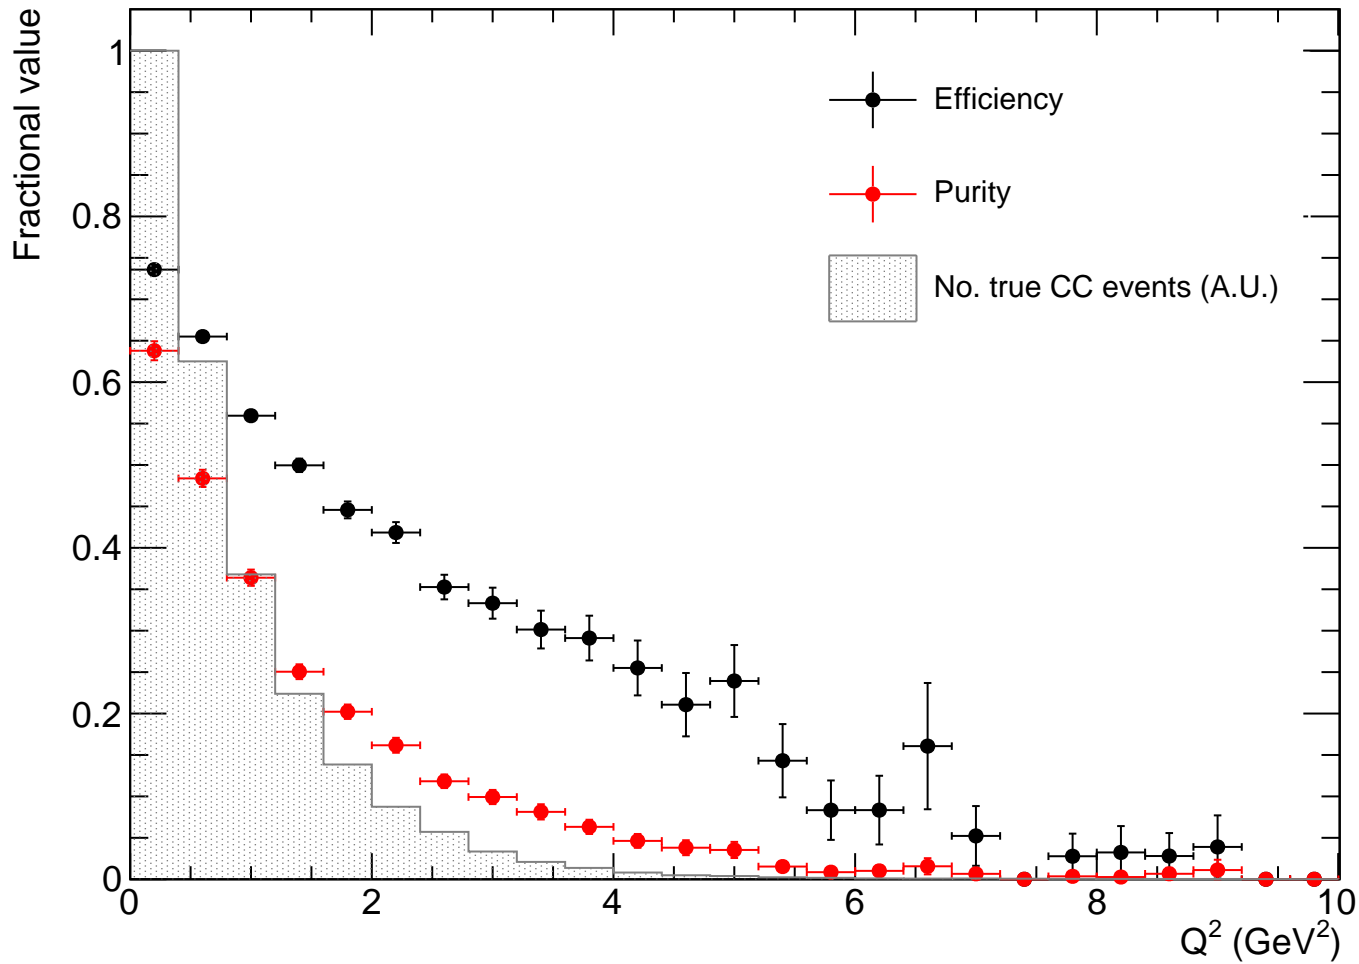 Fractional value
1
0.8
0.6
0.4
0.2
0
Efficiency
Purity
No. true CC events (A.U.)
0 2 4 6 8 10
Q² (GeV²)